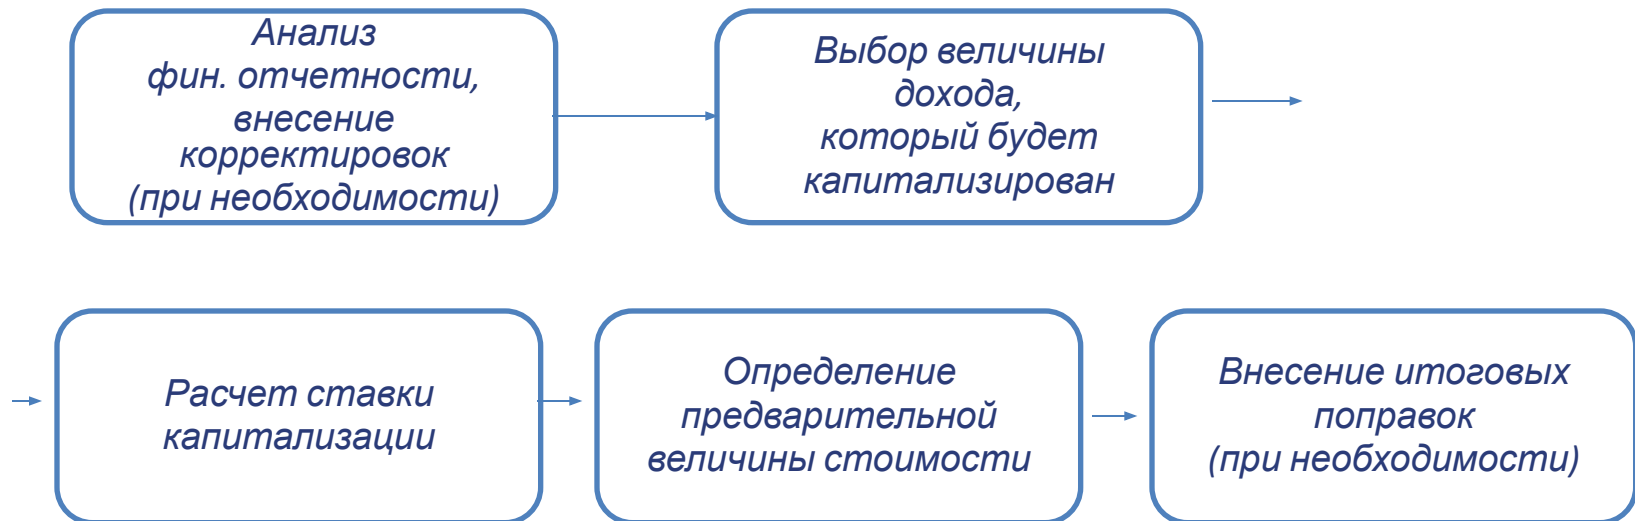 Анализ
фин. отчетности,
внесение
корректировок
(при необходимости)
Выбор величины
дохода,
который будет
капитализирован
Расчет ставки
капитализации
Определение
предварительной
величины стоимости
Внесение итоговых
поправок
(при необходимости)